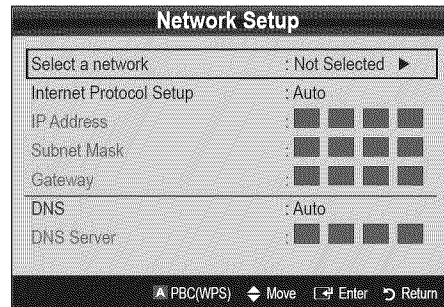 Network Setup
Select a network : Not Selected ▶
Internet Protocol Setup : Auto
IP Address :
Subnet Mask :
Gateway :
DNS : Auto
DNS Server :
A PBC(WPS) Move Enter Return